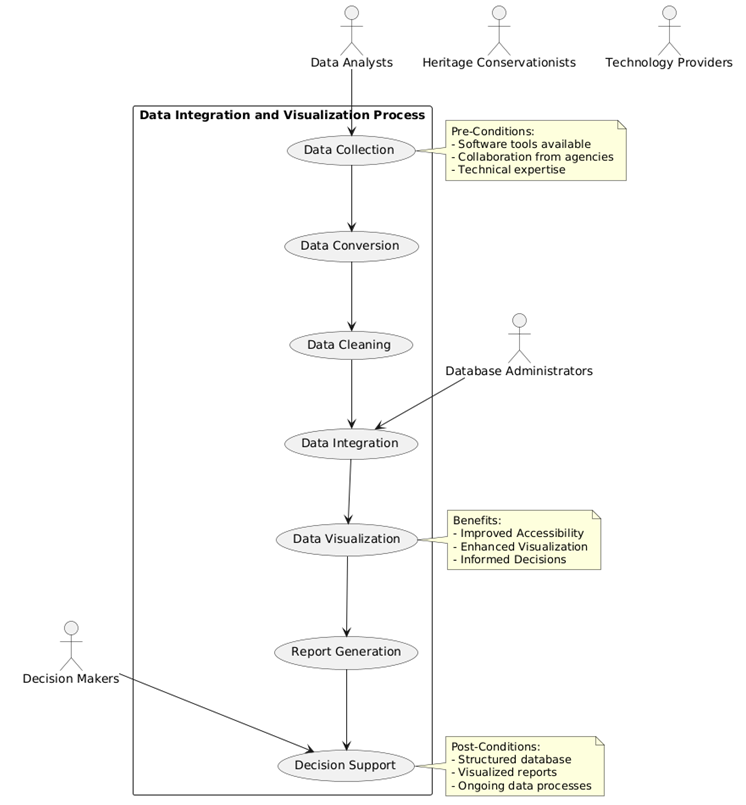 Data Analysts
Heritage Conservationists
Technology Providers
Data Integration and Visualization Process
Data Collection
Pre-Conditions:
- Software tools available
- Collaboration from agencies
- Technical expertise
Data Conversion
Data Cleaning
Database Administrators
Data Integration
Data Visualization
Benefits:
- Improved Accessibility
- Enhanced Visualization
- Informed Decisions
Report Generation
Decision Makers
Decision Support
Post-Conditions:
- Structured database
- Visualized reports
- Ongoing data processes